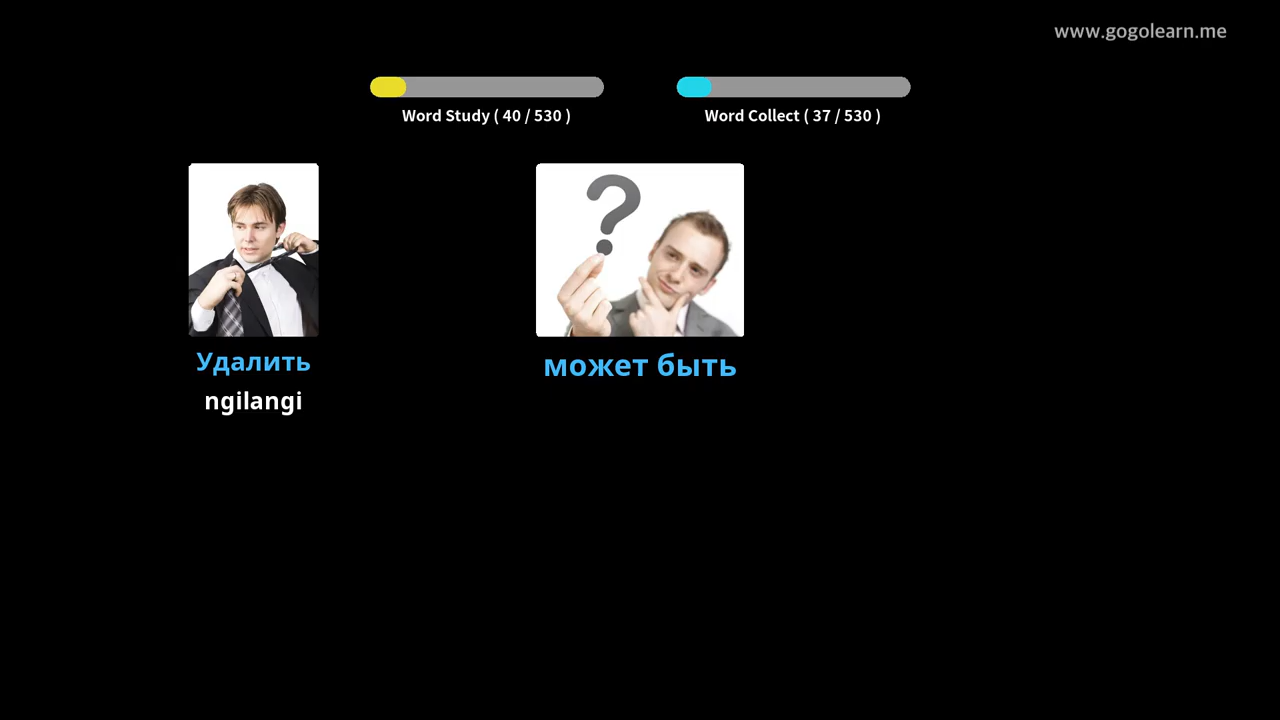 www.gogolearn.me
Word Study ( 40 / 530 )
Word Collect ( 37 / 530 )
?
Удалить
ngilangi
может быть